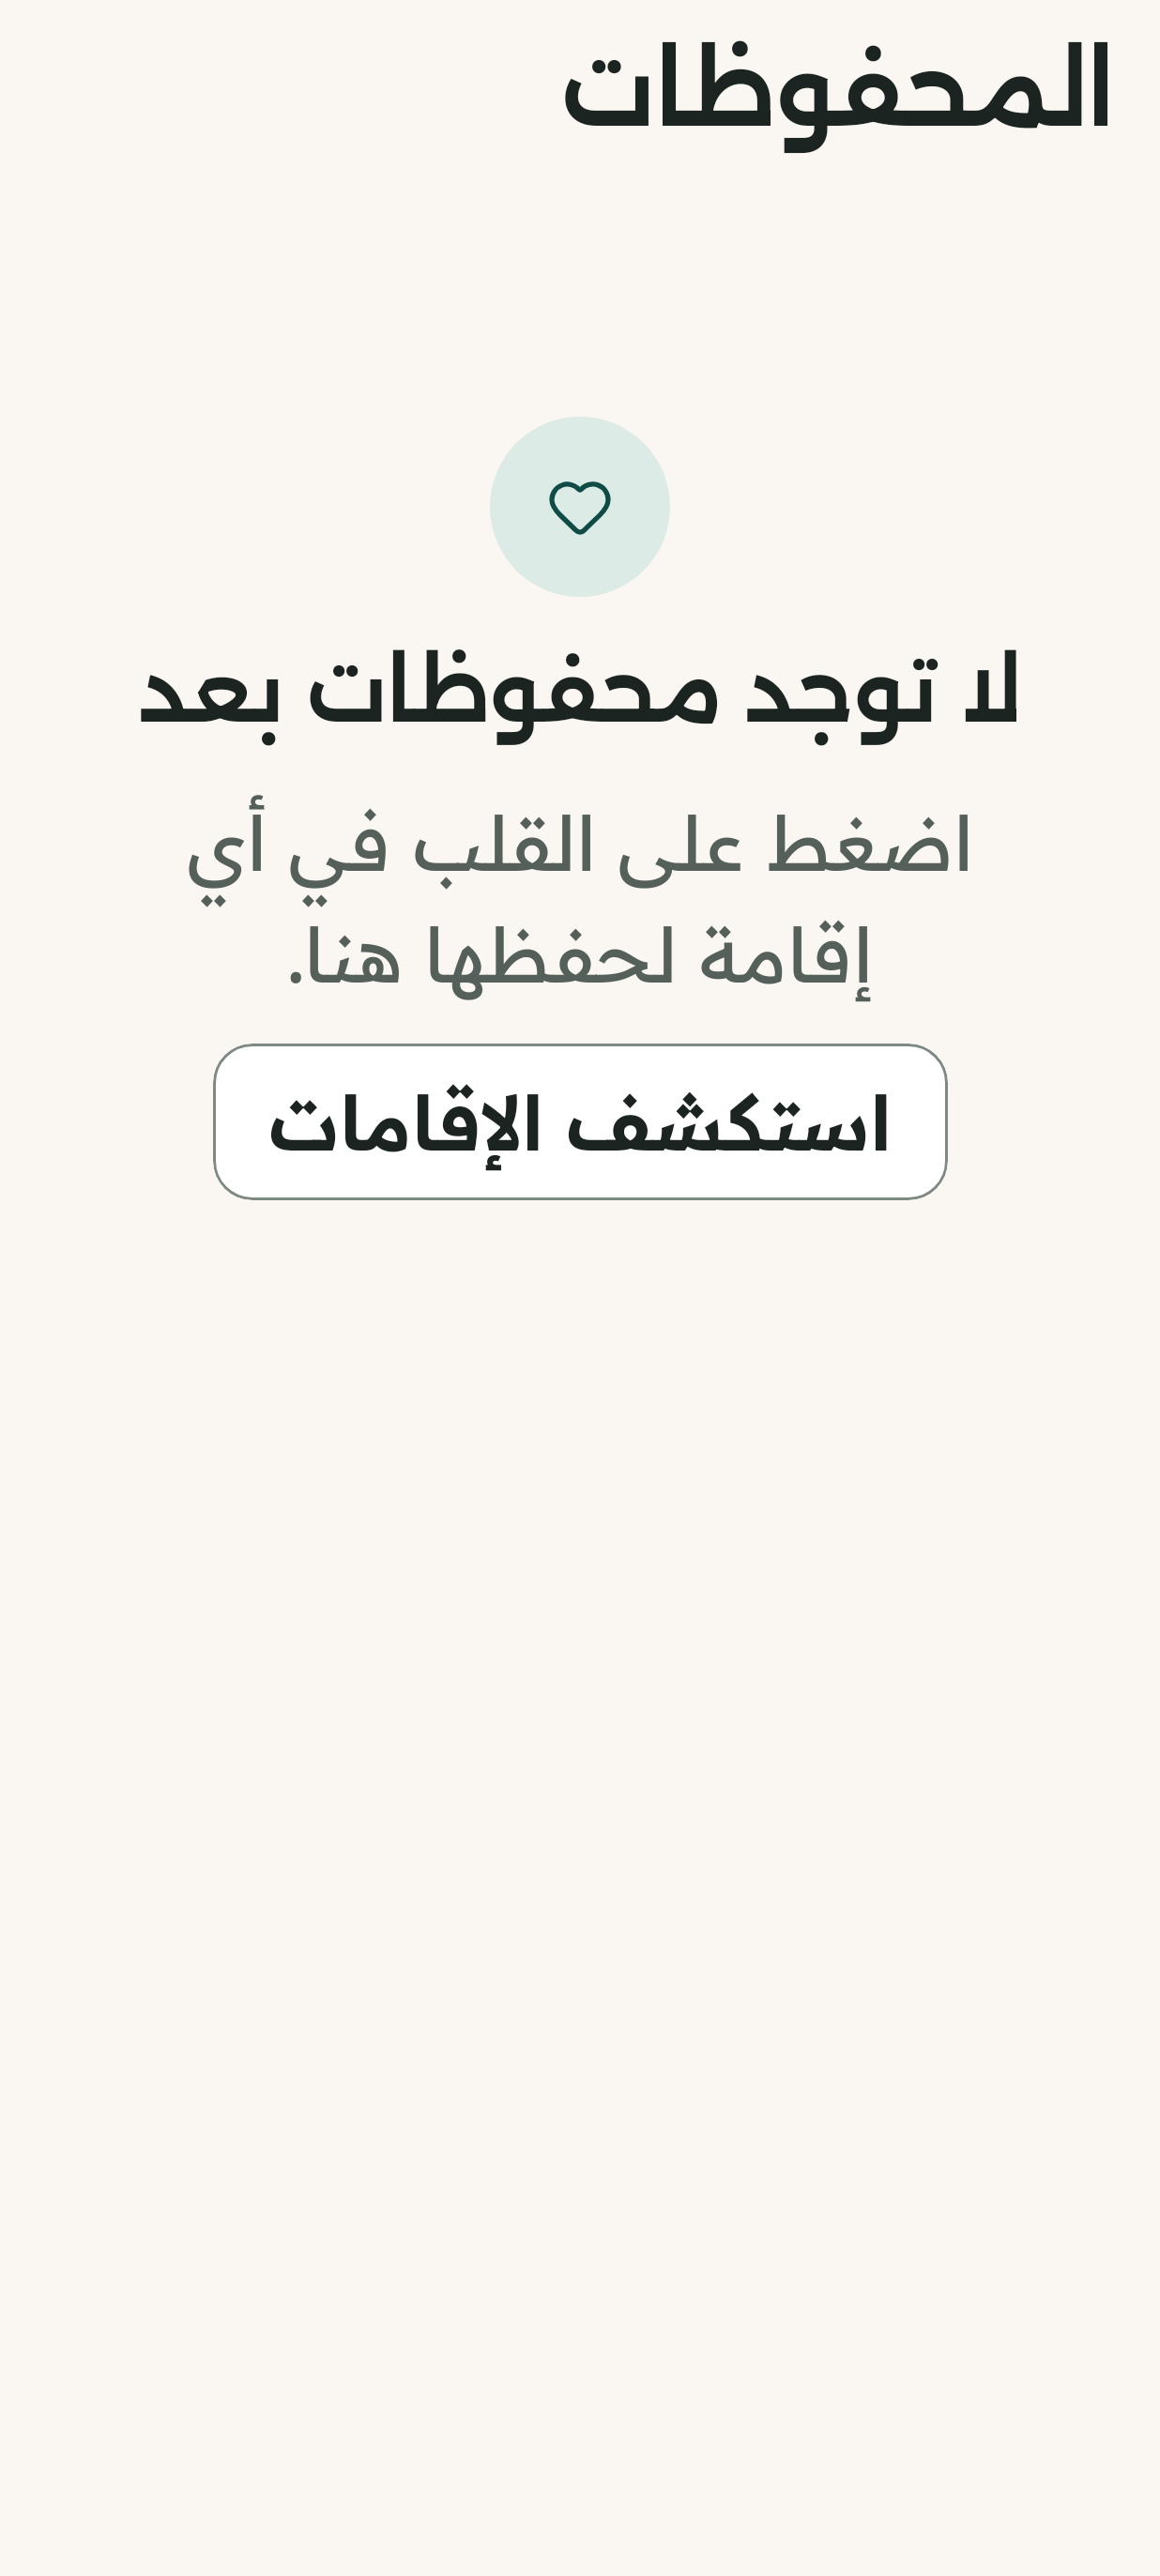 المحفوظات
لا توجد محفوظات بعد
اضغط على القلب في أي
إقامة لحفظها هنا.
استكشف الإقامات